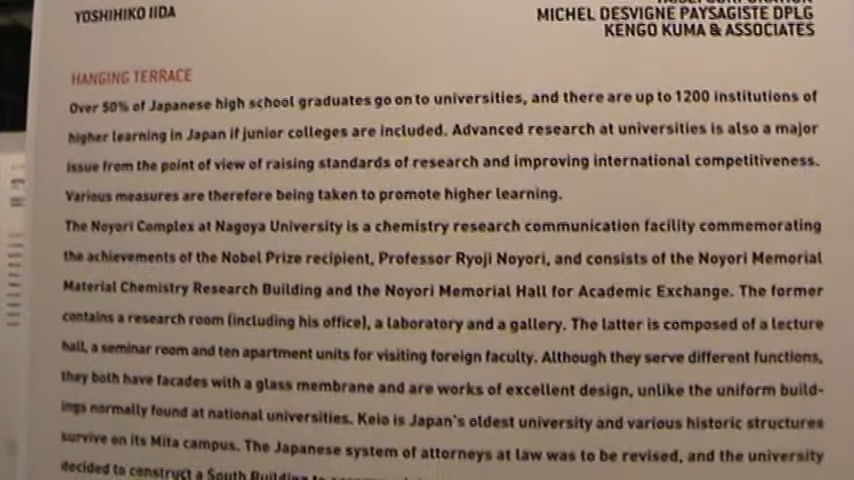 YOSHIHIKO IIDA
MICHEL DESVIGNE PAYSAGISTE DPLG
KENGO KUMA & ASSOCIATES
HANGING TERRACE
Over 50% of Japanese high school graduates go on to universities, and there are up to 1200 institutions of
higher learning in Japan if junior colleges are included. Advanced research at universities is also a major
issue from the point of view of raising standards of research and improving international competitiveness.
Various measures are therefore being taken to promote higher learning.
The Noyori Complex at Nagoya University is a chemistry research communication facility commemorating
the achievements of the Nobel Prize recipient, Professor Ryoji Noyori, and consists of the Noyori Memorial
Material Chemistry Research Building and the Noyori Memorial Hall for Academic Exchange. The former
contains a research room (including his office), a laboratory and a gallery. The latter is composed of a lecture
hall, a seminar room and ten apartment units for visiting foreign faculty. Although they serve different functions,
they both have facades with a glass membrane and are works of excellent design, unlike the uniform build-
ings normally found at national universities. Keio is Japan's oldest university and various historic structures
survive on its Mita campus. The Japanese system of attorneys at law was to be revised, and the university
decided to construct a South Building to